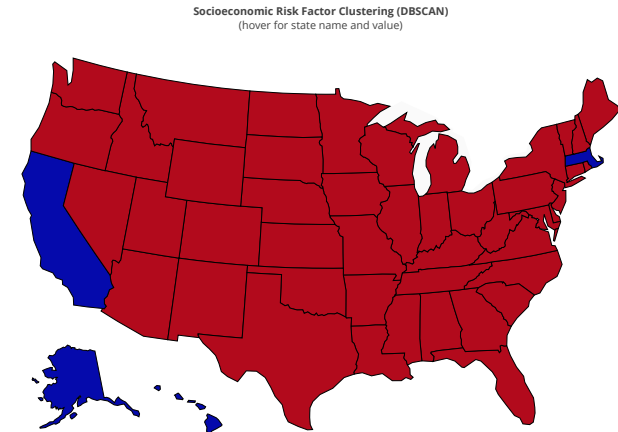 Socioeconomic Risk Factor Clustering (DBSCAN)
(hover for state name and value)